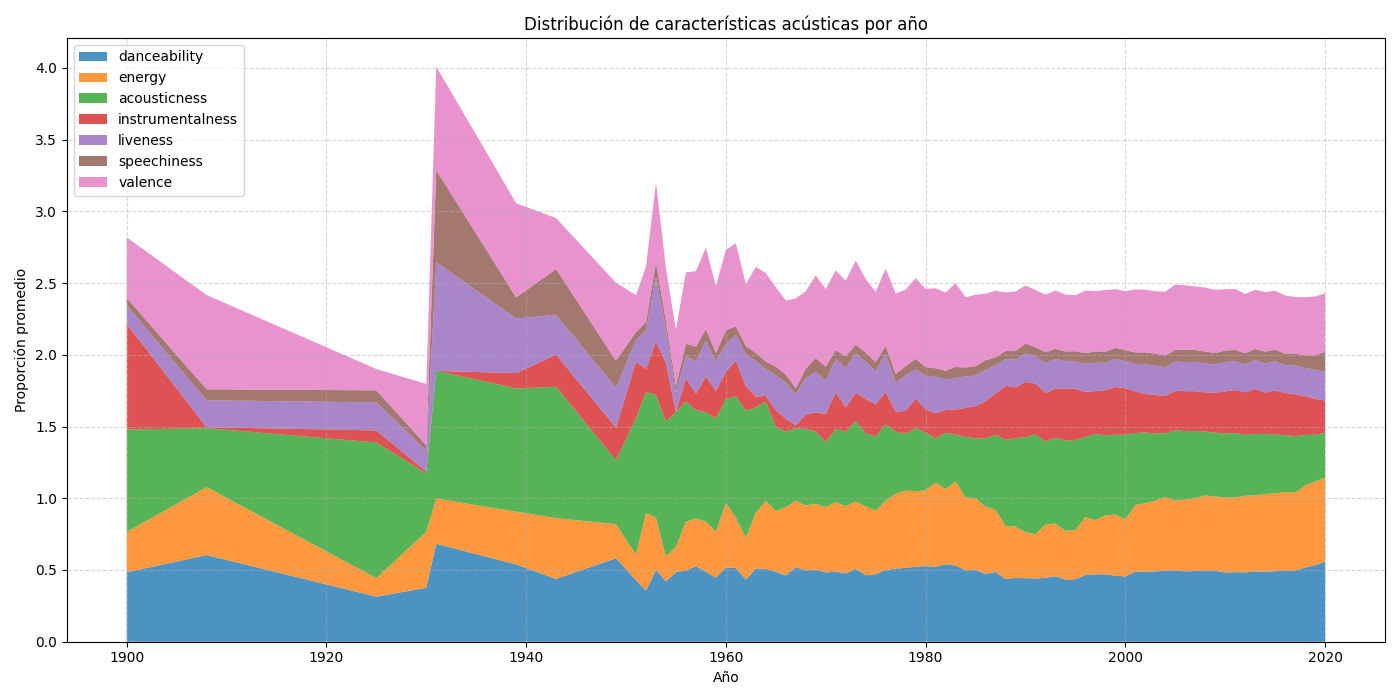 Distribución de características acústicas por año
danceability
energy
acousticness
instrumentalness
liveness
speechiness
valence
Proporción promedio
4.0
3.5
3.0
2.5
2.0
1.5
1.0
0.5
0.0
1900 1920 1940 1960 1980 2000 2020
Año